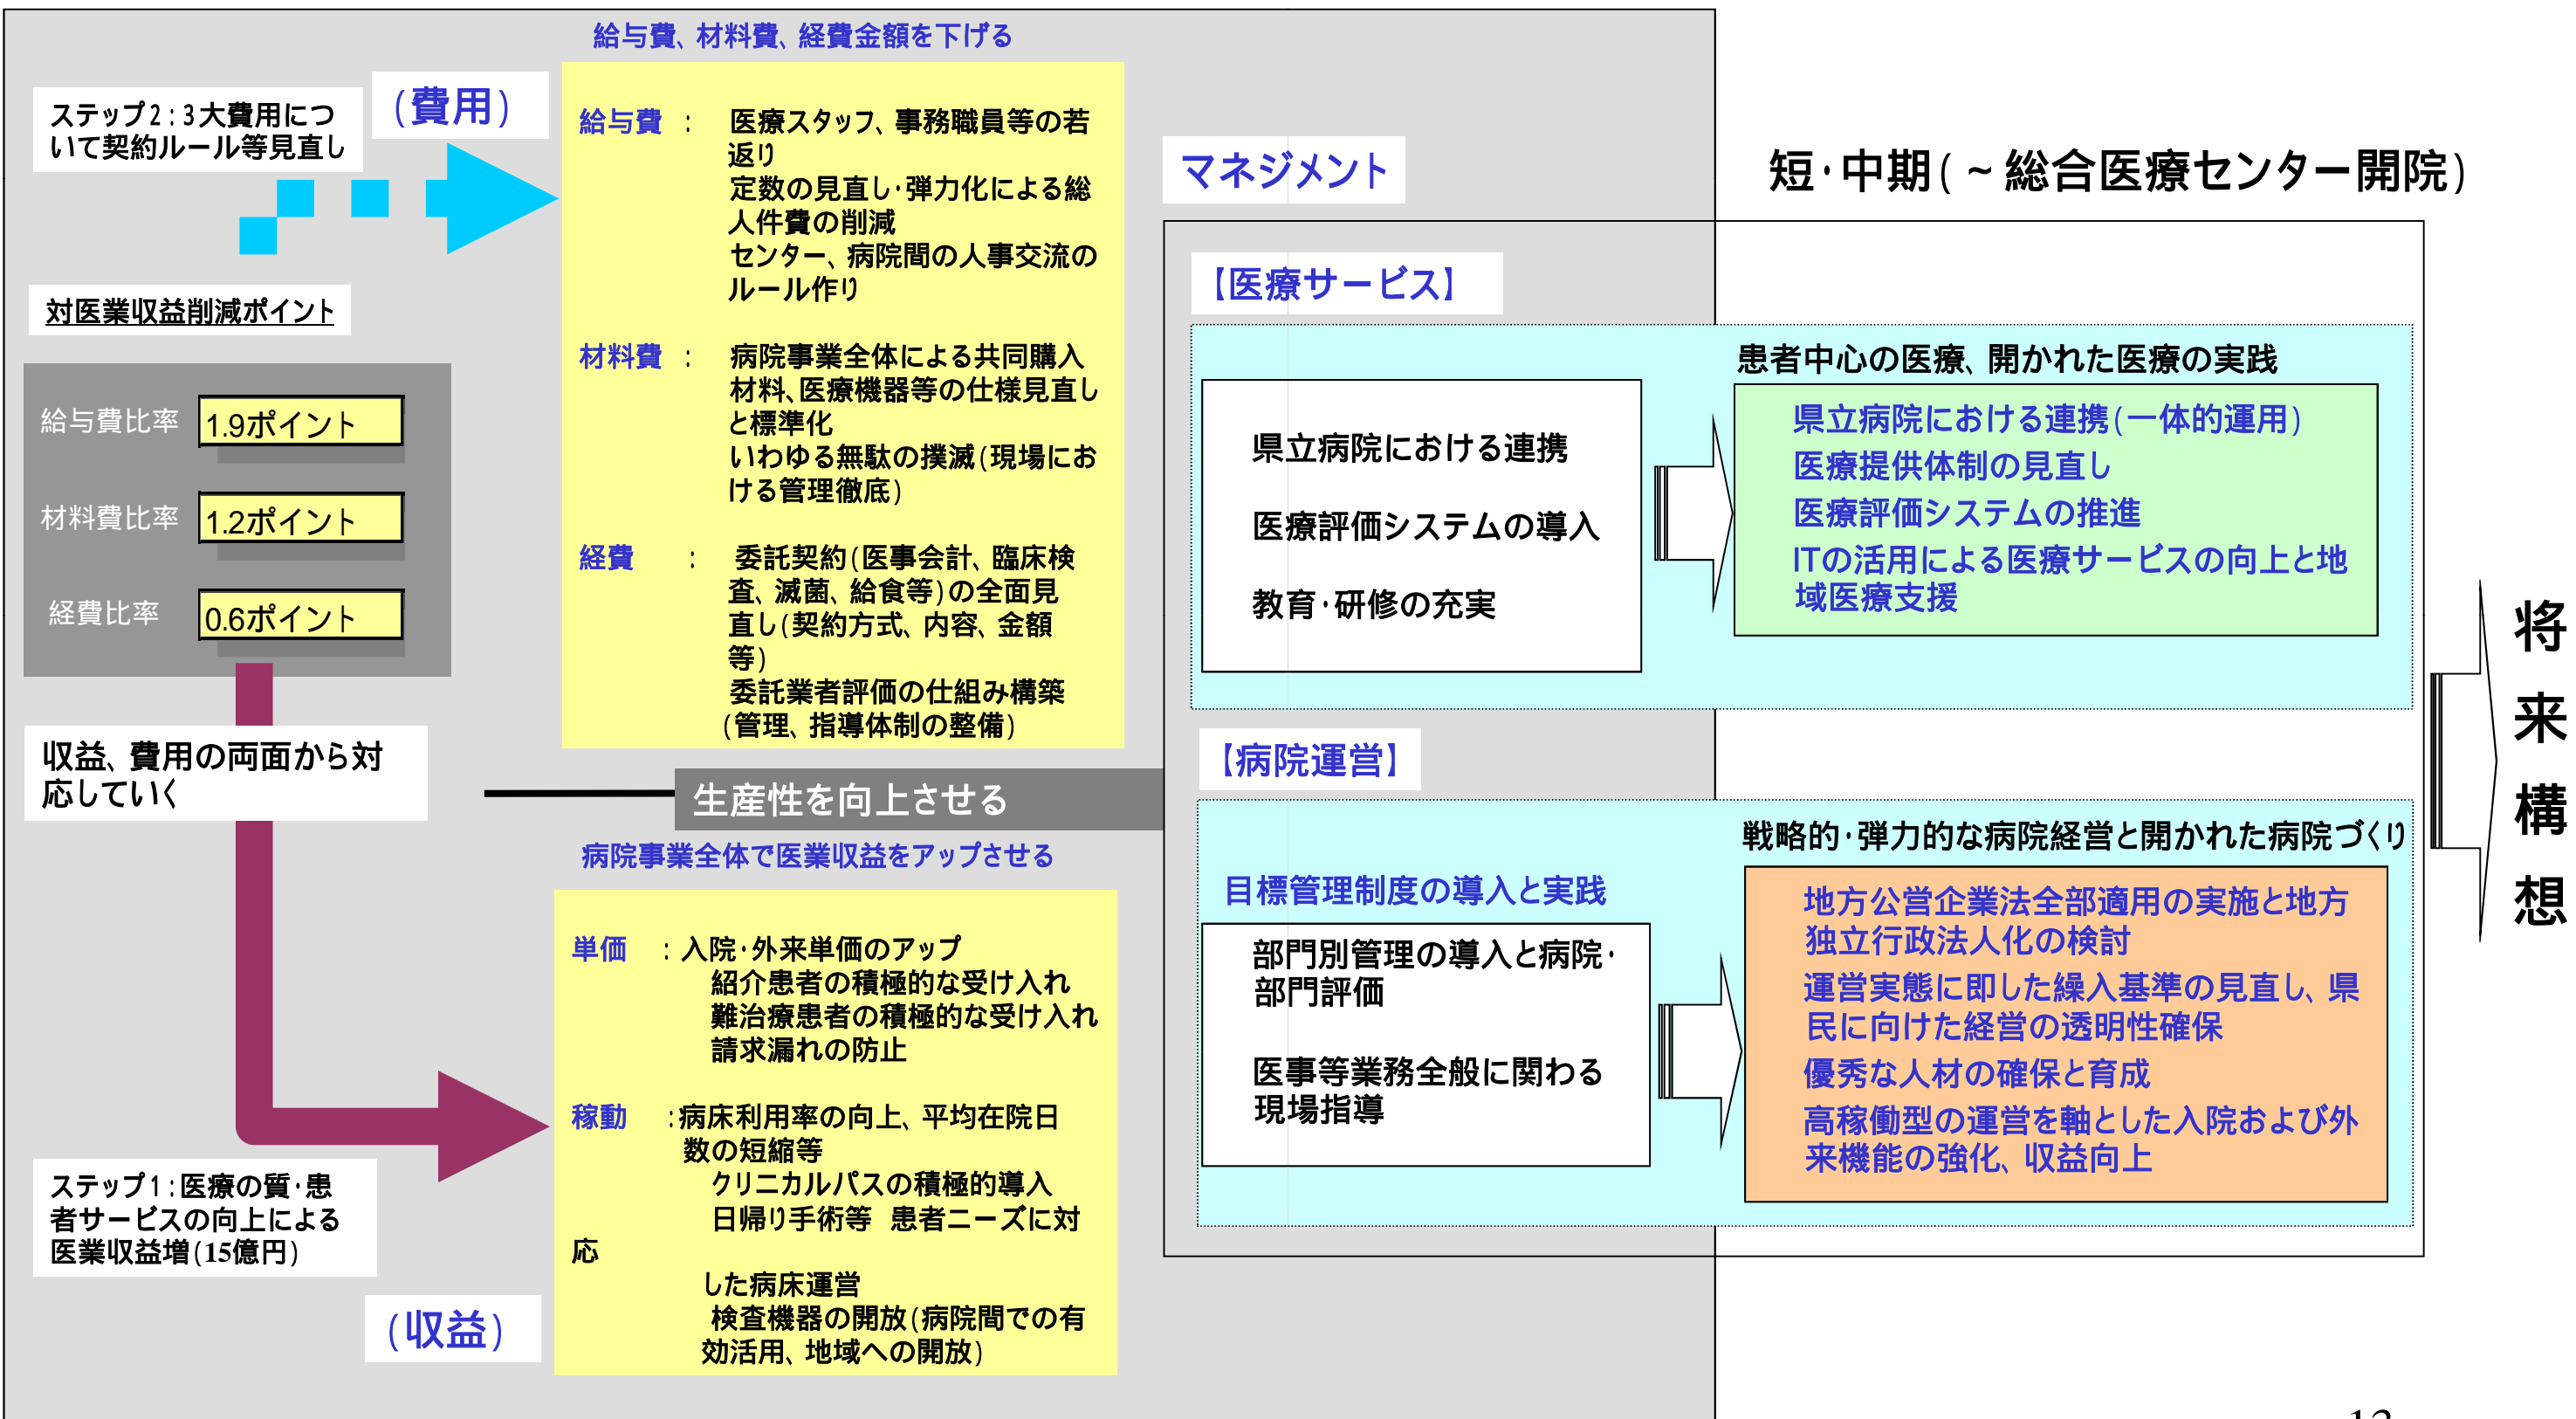 給与費、材料費、経費金額を下げる
ステップ2:3大費用につ
いて契約ルール等見直し
(費用)
対医業収益削減ポイント
給与費比率 1.9ポイント
材料費比率 1.2ポイント
経費比率 0.6ポイント
給与費 : 医療スタッフ、事務職員等の若
返り
定数の見直し・弾力化による総
人件費の削減
センター、病院間の人事交流の
ルール作り
材料費 : 病院事業全体による共同購入
材料、医療機器等の仕様見直し
と標準化
いわゆる無駄の撲滅(現場にお
ける管理徹底)
経費 : 委託契約(医事会計、臨床検
査、滅菌、給食等)の全面見
直し(契約方式、内容、金額
等)
委託業者評価の仕組み構築
(管理、指導体制の整備)
収益、費用の両面から対
応していく
生産性を向上させる
病院事業全体で医業収益をアップさせる
単価 : 入院・外来単価のアップ
紹介患者の積極的な受け入れ
難治療患者の積極的な受け入れ
請求漏れの防止
稼動 :病床利用率の向上、平均在院日
数の短縮等
クリニカルパスの積極的導入
日帰り手術等 患者ニーズに対
応
した病床運営
検査機器の開放(病院間での有
効活用、地域への開放)
ステップ1:医療の質・患
者サービスの向上による
医業収益増(15億円)
(収益)
マネジメント
短・中期(~総合医療センター開院)
【医療サービス】
患者中心の医療、開かれた医療の実践
県立病院における連携
医療評価システムの導入
教育・研修の充実
県立病院における連携(一体的運用)
医療提供体制の見直し
医療評価システムの推進
ITの活用による医療サービスの向上と地
域医療支援
【病院運営】
戦略的・弾力的な病院経営と開かれた病院づくり
目標管理制度の導入と実践
部門別管理の導入と病院・
部門評価
医事等業務全般に関わる
現場指導
地方公営企業法全部適用の実施と地方
独立行政法人化の検討
運営実態に即した繰入基準の見直し、県
民に向けた経営の透明性確保
優秀な人材の確保と育成
高稼働型の運営を軸とした入院および外
来機能の強化、収益向上
将来構想